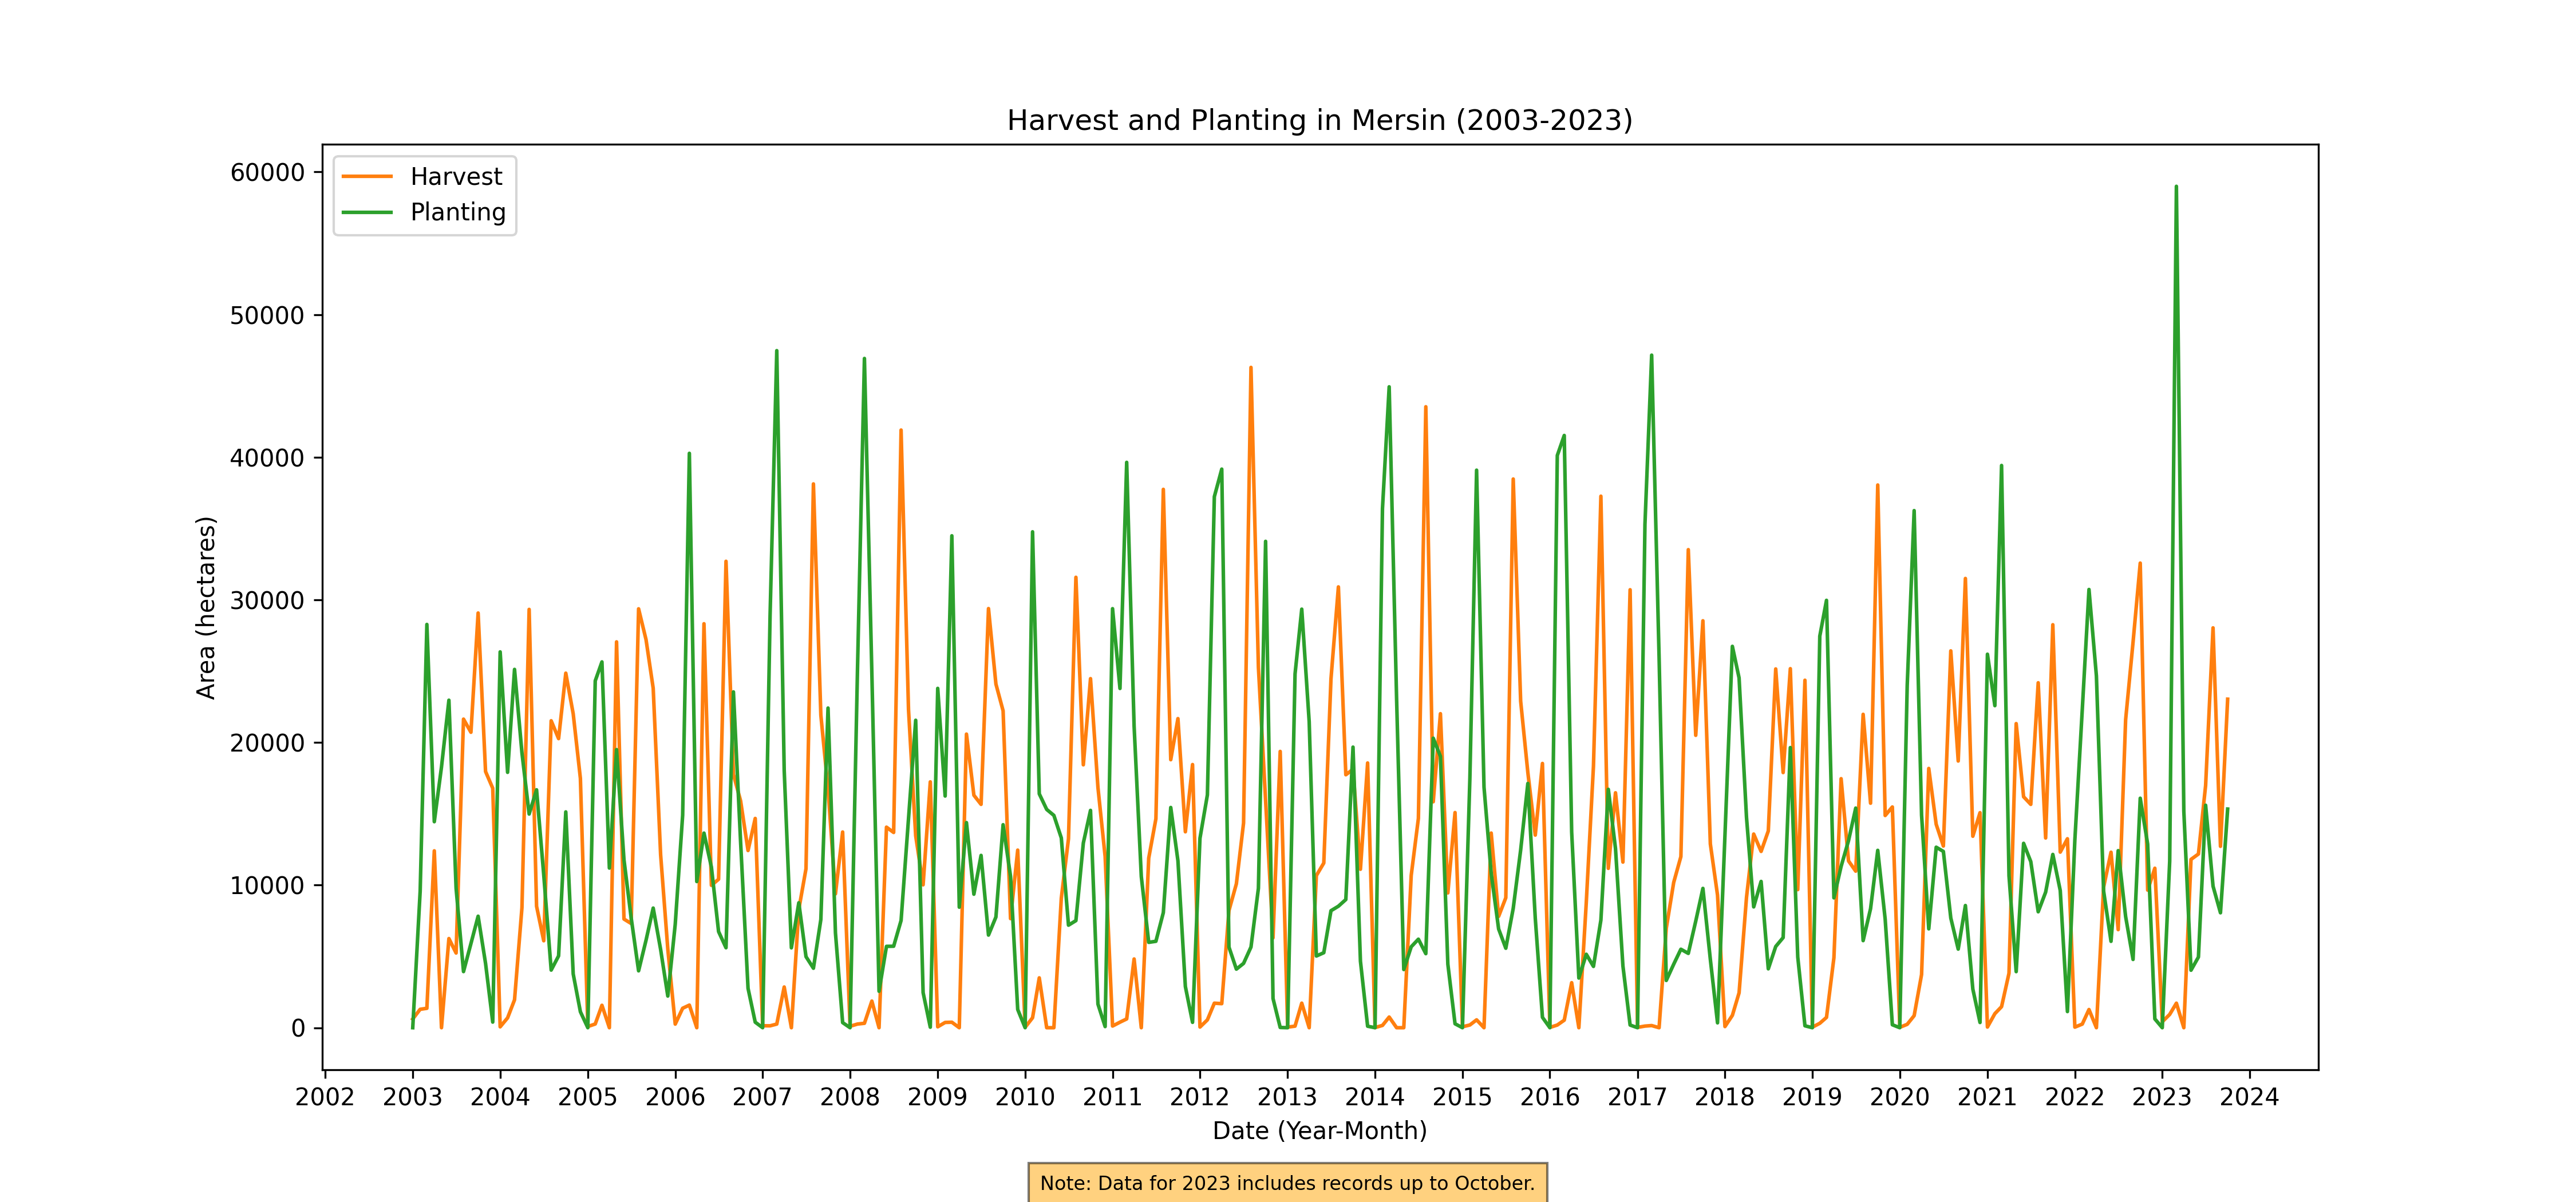 Harvest and Planting in Mersin (2003-2023)
60000
50000
40000
30000
20000
10000
0
Area (hectares)
Harvest
Planting
2002 2003 2004 2005 2006 2007 2008 2009 2010 2011 2012 2013 2014 2015 2016 2017 2018 2019 2020 2021 2022 2023 2024
Date (Year-Month)
Note: Data for 2023 includes records up to October.